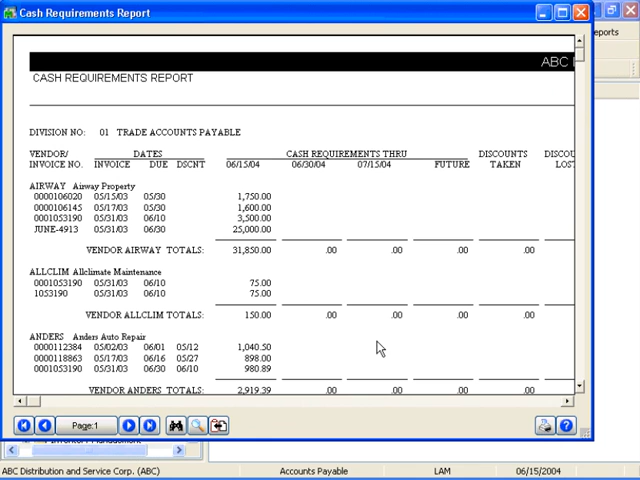 Cash Requirements Report
eports
ABC
CASH REQUIREMENTS REPORT
DIVISION NO: 01 TRADE ACCOUNTS PAYABLE
VENDOR/ DATES CASH REQUIREMENTS THRU DISCOUNTS DISCOU
INVOICE NO. INVOICE DUE DSCNT 06/15/04 06/30/04 07/15/04 FUTURE TAKEN LOST
AIRWAY Airway Property
0000106020 05/15/03 05/30 1,750.00
0000106145 05/17/03 05/30 1,600.00
0001053190 05/31/03 06/10 3,500.00
JUNE-4913 05/31/03 06/30 25,000.00
VENDOR AIRWAY TOTALS: 31,850.00 .00 .00 .00 .00
ALLCLIM Allclimate Maintenance
0001053190 05/31/03 06/10 75.00
1053190 05/31/03 06/10 75.00
VENDOR ALLCLIM TOTALS: 150.00 .00 .00 .00 .00
ANDERS Anders Auto Repair
0000112384 05/02/03 06/01 05/12 1,040.50
0000118863 05/17/03 06/16 05/27 898.00
0001053190 05/31/03 06/30 06/10 980.89
VENDOR ANDERS TOTALS: 2,919.39 .00 .00 .00 .00
Page:1
ABC Distribution and Service Corp. (ABC) Accounts Payable LAM 06/15/2004